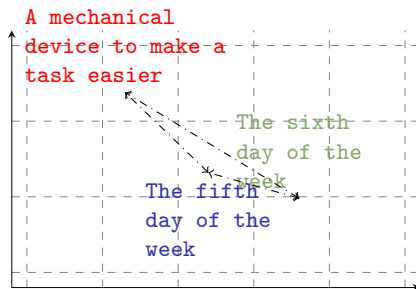 A mechanical
device to make a
task easier
The sixth
day of the
week
The fifth
day of the
week